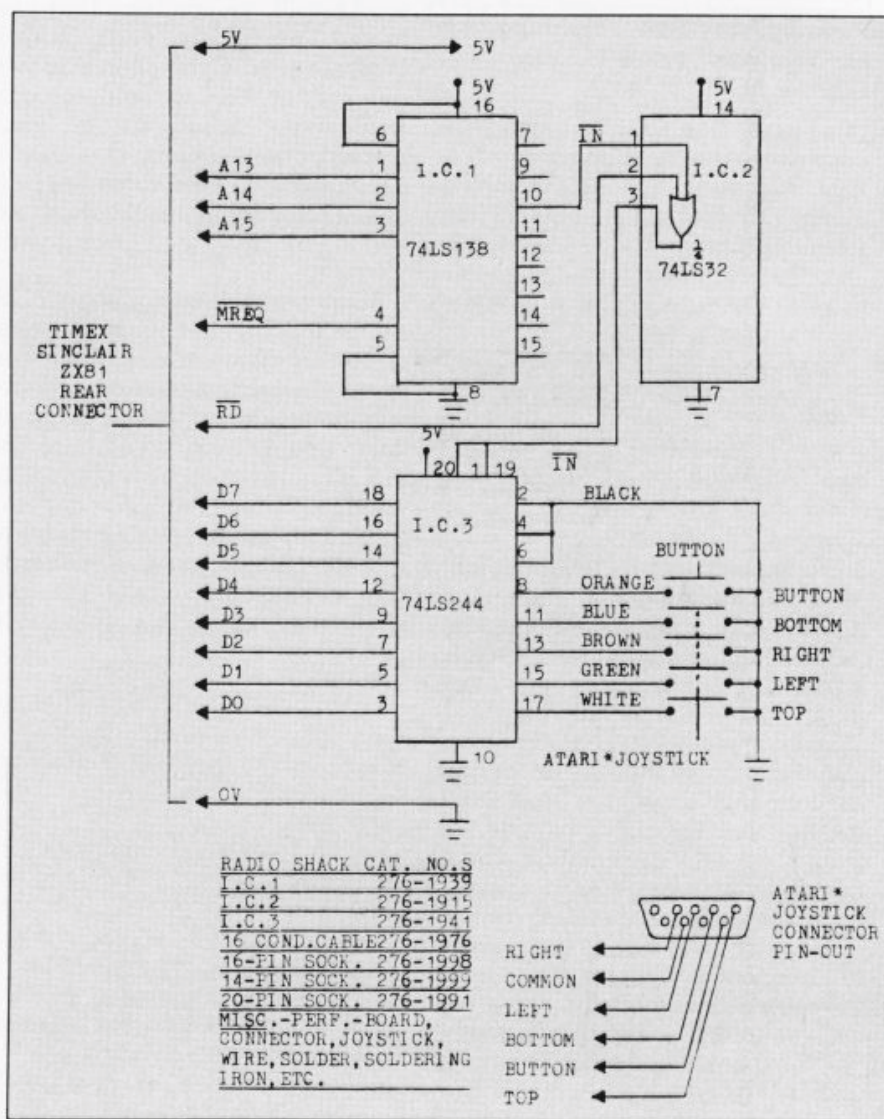 5V 5V
5V
16
5V
14
6 7
A13 1 I.C.1 9
A14 2 10
A15 3 11
74LS138
12
13
MREQ 4 14
5 15
8
IN 1
2 I.C.2
3
1/4
74LS32
7
TIMEX
SINCLAIR
ZX81
REAR
CONNECTOR
RD
5V
20 1 19 IN
D7 18 2 BLACK
D6 16 I.C.3 4
D5 14 6 BUTTON
D4 12 8 ORANGE BUTTON
D3 9 74LS244 11 BLUE BOTTOM
D2 7 13 BROWN RIGHT
D1 5 15 GREEN LEFT
D0 3 17 WHITE TOP
10
ATARI*JOYSTICK
0V
RADIO SHACK CAT. NO.S
I.C.1 276-1939
I.C.2 276-1915
I.C.3 276-1941
16 COND.CABLE276-1976
16-PIN SOCK. 276-1998
14-PIN SOCK. 276-1999
20-PIN SOCK. 276-1991
MISC.-PERF.-BOARD,
CONNECTOR,JOYSTICK,
WIRE,SOLDER,SOLDERING
IRON,ETC.
ATARI*
JOYSTICK
CONNECTOR
PIN-OUT
RIGHT
COMMON
LEFT
BOTTOM
BUTTON
TOP